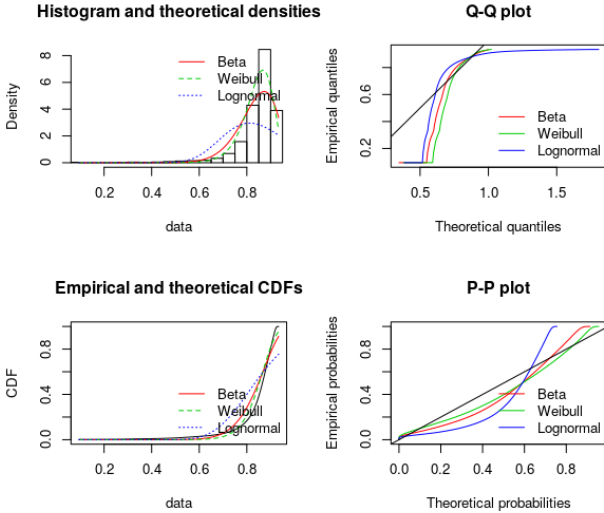 Histogram and theoretical densities
Density
0 2 4 6 8
Beta
Weibull
Lognormal
0.2 0.4 0.6 0.8
data
Q-Q plot
Empirical quantiles
0.2 0.6
Beta
Weibull
Lognormal
0.5 1.0 1.5
Theoretical quantiles
Empirical and theoretical CDFs
CDF
0.0 0.4 0.8
Beta
Weibull
Lognormal
0.2 0.4 0.6 0.8
data
P-P plot
Empirical probabilities
0.0 0.4 0.8
Beta
Weibull
Lognormal
0.0 0.2 0.4 0.6 0.8
Theoretical probabilities